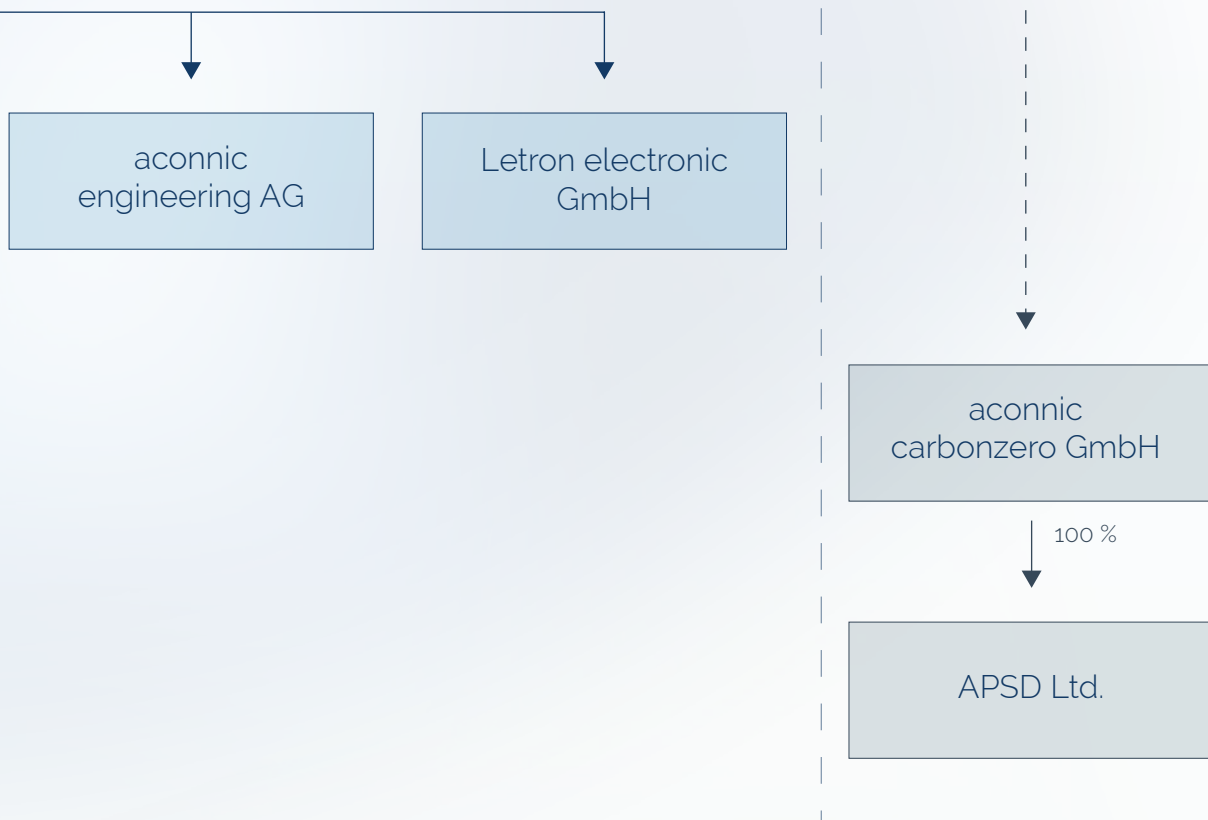 aconnic
engineering AG
Letron electronic
GmbH
aconnic
carbonzero GmbH
100 %
APSD Ltd.